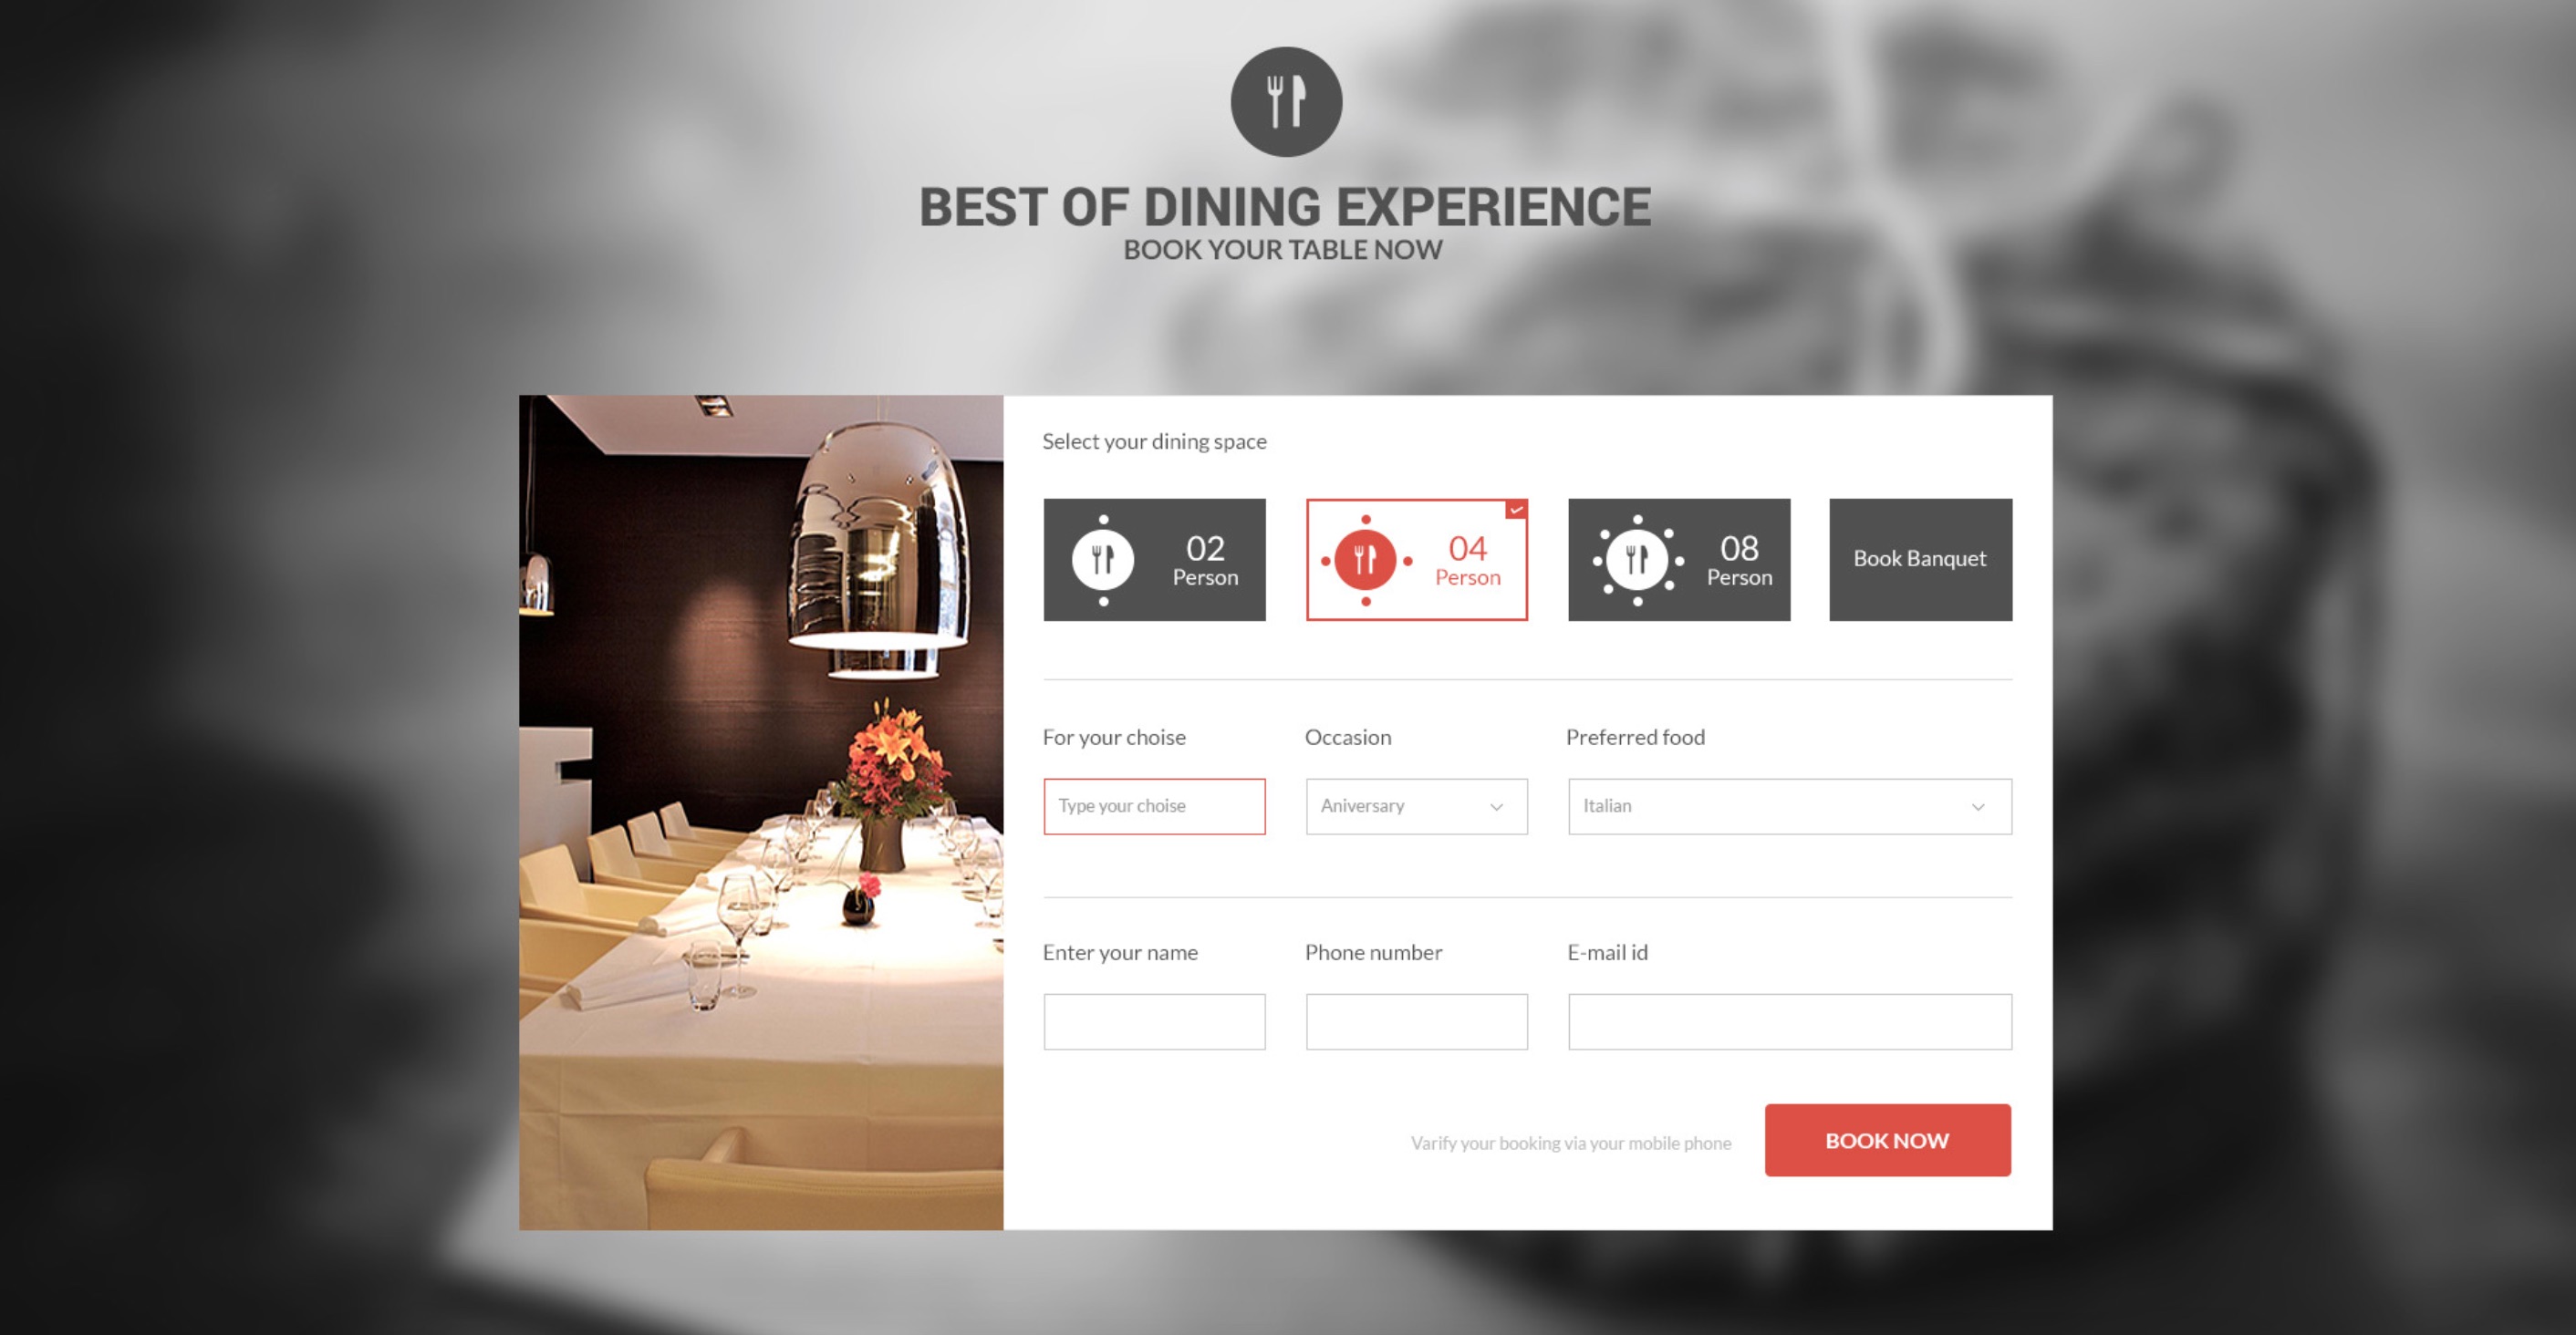 BEST OF DINING EXPERIENCE
BOOK YOUR TABLE NOW
Select your dining space
02
Person
04
Person
08
Person
Book Banquet
For your choise
Occasion
Preferred food
Type your choise
Aniversary
Italian
Enter your name
Phone number
E-mail id
Varify your booking via your mobile phone
BOOK NOW